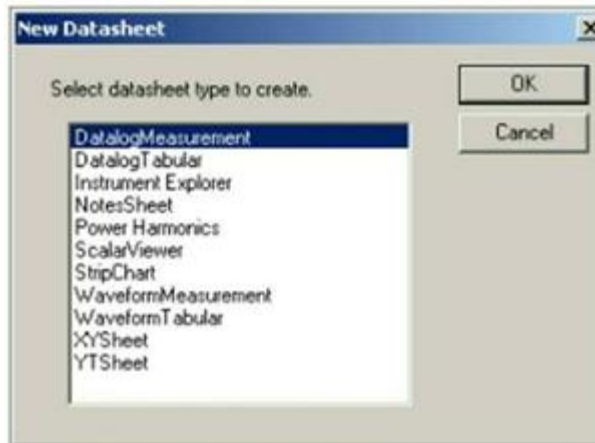 New Datasheet
Select datasheet type to create.
OK
Cancel
DatalogMeasurement
DatalogTabular
Instrument Explorer
NotesSheet
Power Harmonics
ScalarViewer
StripChart
WaveformMeasurement
WaveformTabular
XYSheet
YTSheet